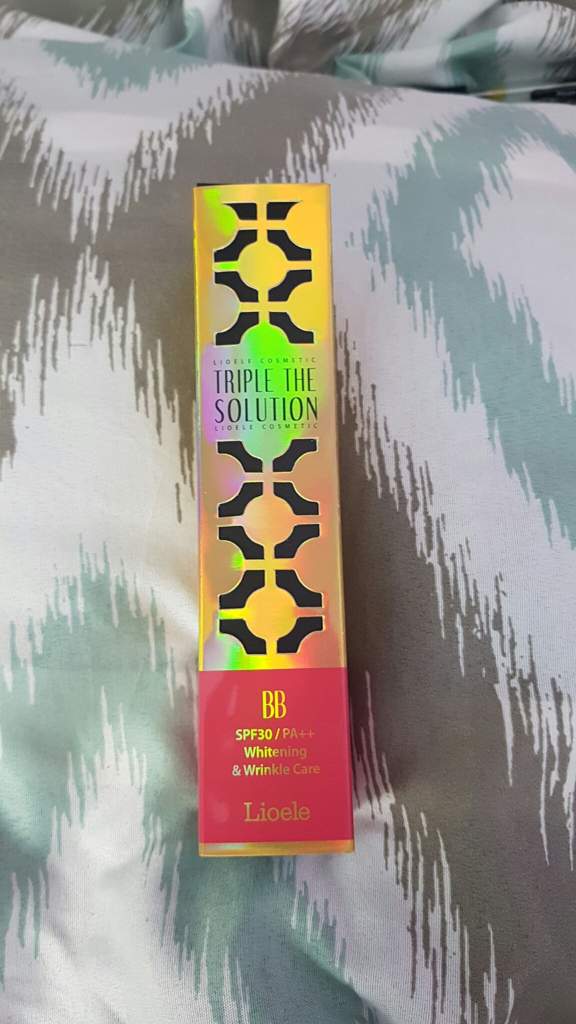 LIOELE COSMETIC
TRIPLE THE
SOLUTION
LIOELE COSMETIC
BB
SPF30 / PA++
Whitening
& Wrinkle Care
Lioele